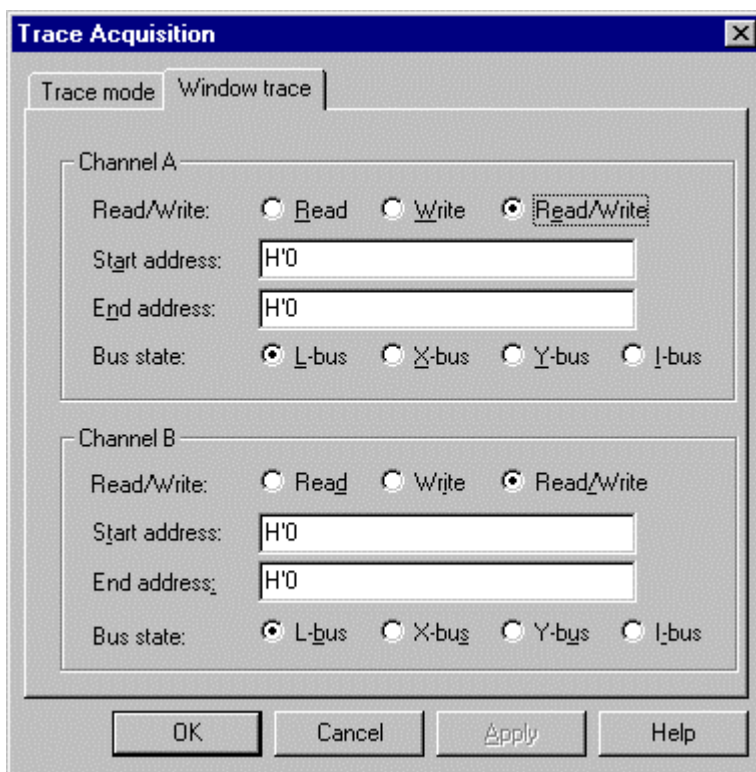 Trace Acquisition
Trace mode Window trace
Channel A
Read/Write: Read Write Read/Write
Start address: H'0
End address: H'0
Bus state: L-bus X-bus Y-bus I-bus
Channel B
Read/Write: Read Write Read/Write
Start address: H'0
End address: H'0
Bus state: L-bus X-bus Y-bus I-bus
OK Cancel Apply Help